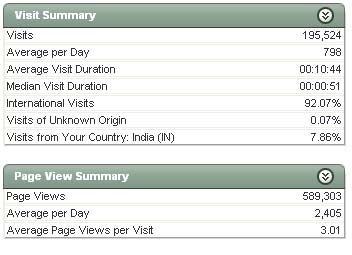 Visit Summary
Visits 195,524
Average per Day 798
Average Visit Duration 00:10:44
Median Visit Duration 00:00:51
International Visits 92.07%
Visits of Unknown Origin 0.07%
Visits from Your Country: India (IN) 7.86%
Page View Summary
Page Views 589,303
Average per Day 2,405
Average Page Views per Visit 3.01